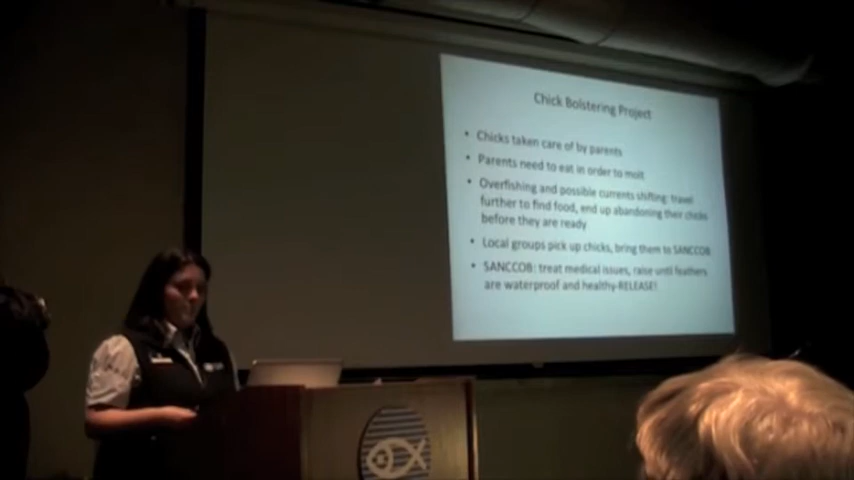 Chick Bolstering Project
• Chicks taken care of by parents
• Parents need to eat in order to molt
• Overfishing and possible currents shifting: travel
further to find food, end up abandoning their chicks
before they are ready
• Local groups pick up chicks, bring them to SANCCOB
• SANCCOB: treat medical issues, raise until feathers
are waterproof and healthy-RELEASE!